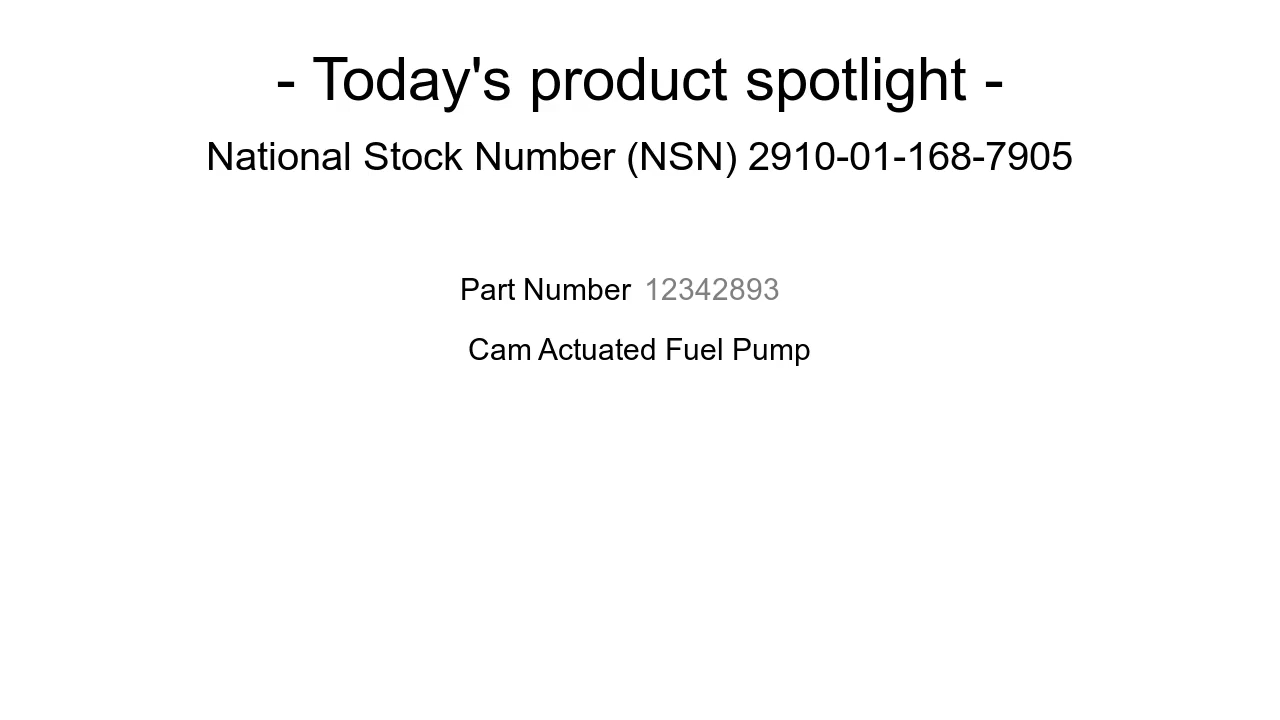 - Today's product spotlight -
National Stock Number (NSN) 2910-01-168-7905
Part Number 12342893
Cam Actuated Fuel Pump